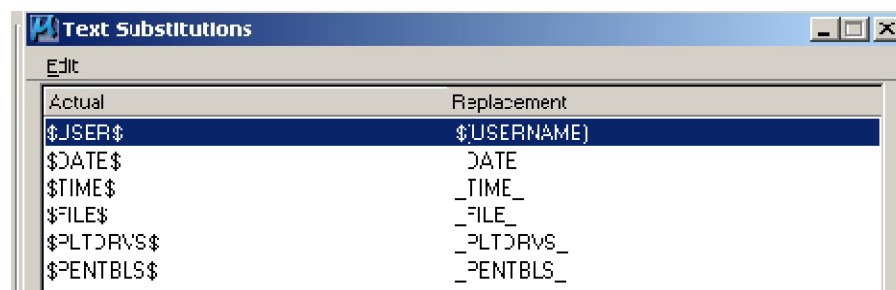 Text Substitutions
Edit
Actual Replacement
$USER$ $(USERNAME)
$DATE$ _DATE_
$TIME$ _TIME_
$FILE$ _FILE_
$PLTDRVS$ _PLTDRVS_
$PENTBLS$ _PENTBLS_